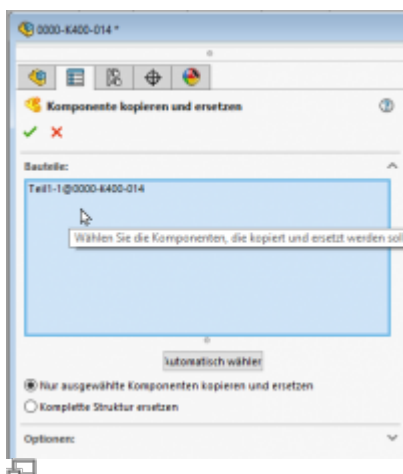 0000-K400-014 *
Komponente kopieren und ersetzen
Bauteile:
Teil1-1@0000-K400-014
Wählen Sie die Komponenten, die kopiert und ersetzt werden soll
utomatisch wähler
Nur ausgewählte Komponenten kopieren und ersetzen
Komplette Struktur ersetzen
Optionen: